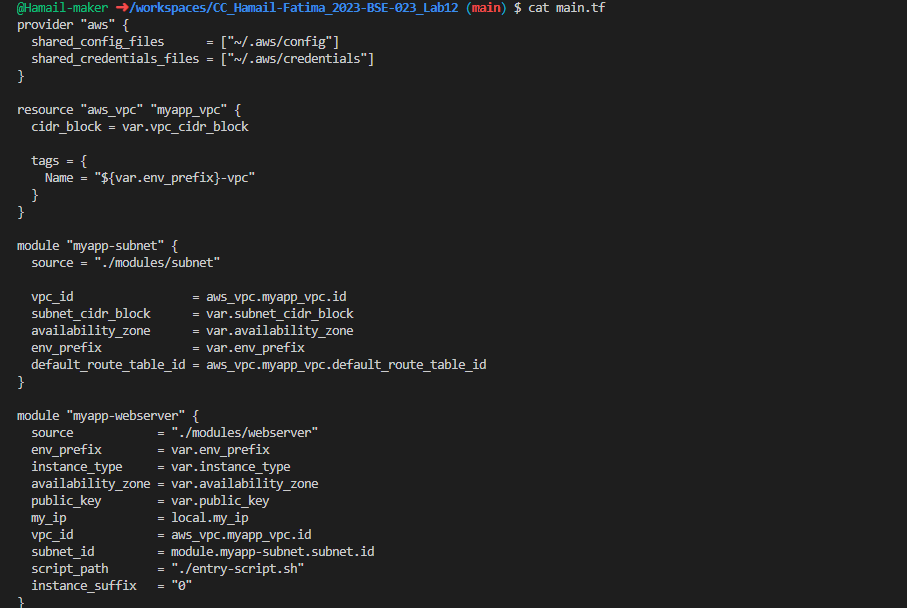 @Hamail-maker ➜/workspaces/CC_Hamail-Fatima_2023-BSE-023_Lab12 (main) $ cat main.tf
provider "aws" {
  shared_config_files      = ["~/.aws/config"]
  shared_credentials_files = ["~/.aws/credentials"]
}

resource "aws_vpc" "myapp_vpc" {
  cidr_block = var.vpc_cidr_block

  tags = {
    Name = "${var.env_prefix}-vpc"
  }
}

module "myapp-subnet" {
  source = "./modules/subnet"

  vpc_id                 = aws_vpc.myapp_vpc.id
  subnet_cidr_block      = var.subnet_cidr_block
  availability_zone      = var.availability_zone
  env_prefix             = var.env_prefix
  default_route_table_id = aws_vpc.myapp_vpc.default_route_table_id
}

module "myapp-webserver" {
  source            = "./modules/webserver"
  env_prefix        = var.env_prefix
  instance_type     = var.instance_type
  availability_zone = var.availability_zone
  public_key        = var.public_key
  my_ip             = local.my_ip
  vpc_id            = aws_vpc.myapp_vpc.id
  subnet_id         = module.myapp-subnet.subnet.id
  script_path       = "./entry-script.sh"
  instance_suffix   = "0"
}